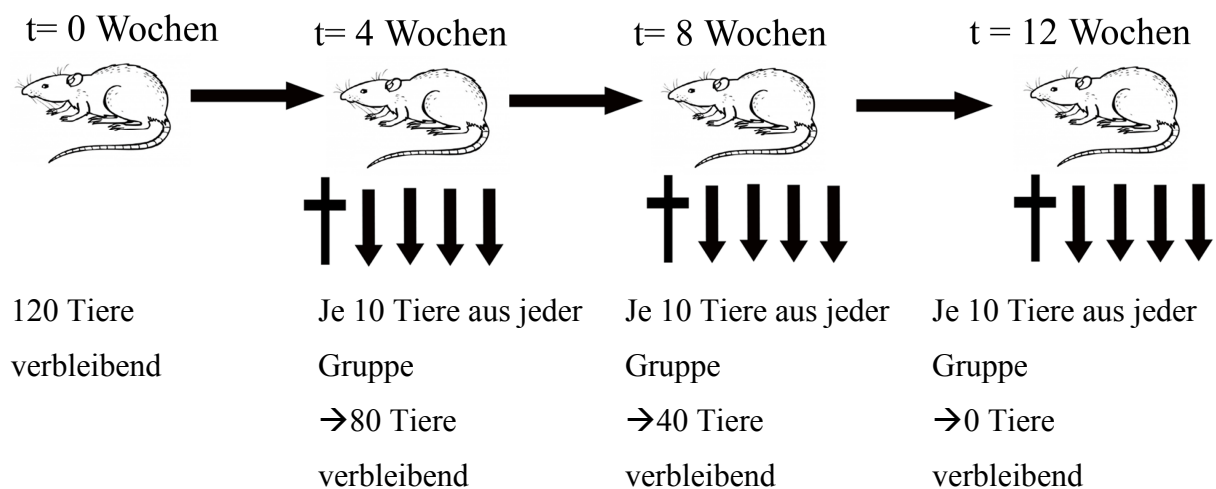 t= 0 Wochen
t= 4 Wochen
t= 8 Wochen
t = 12 Wochen
120 Tiere
verbleibend
Je 10 Tiere aus jeder
Gruppe
→80 Tiere
verbleibend
Je 10 Tiere aus jeder
Gruppe
→40 Tiere
verbleibend
Je 10 Tiere aus jeder
Gruppe
→0 Tiere
verbleibend